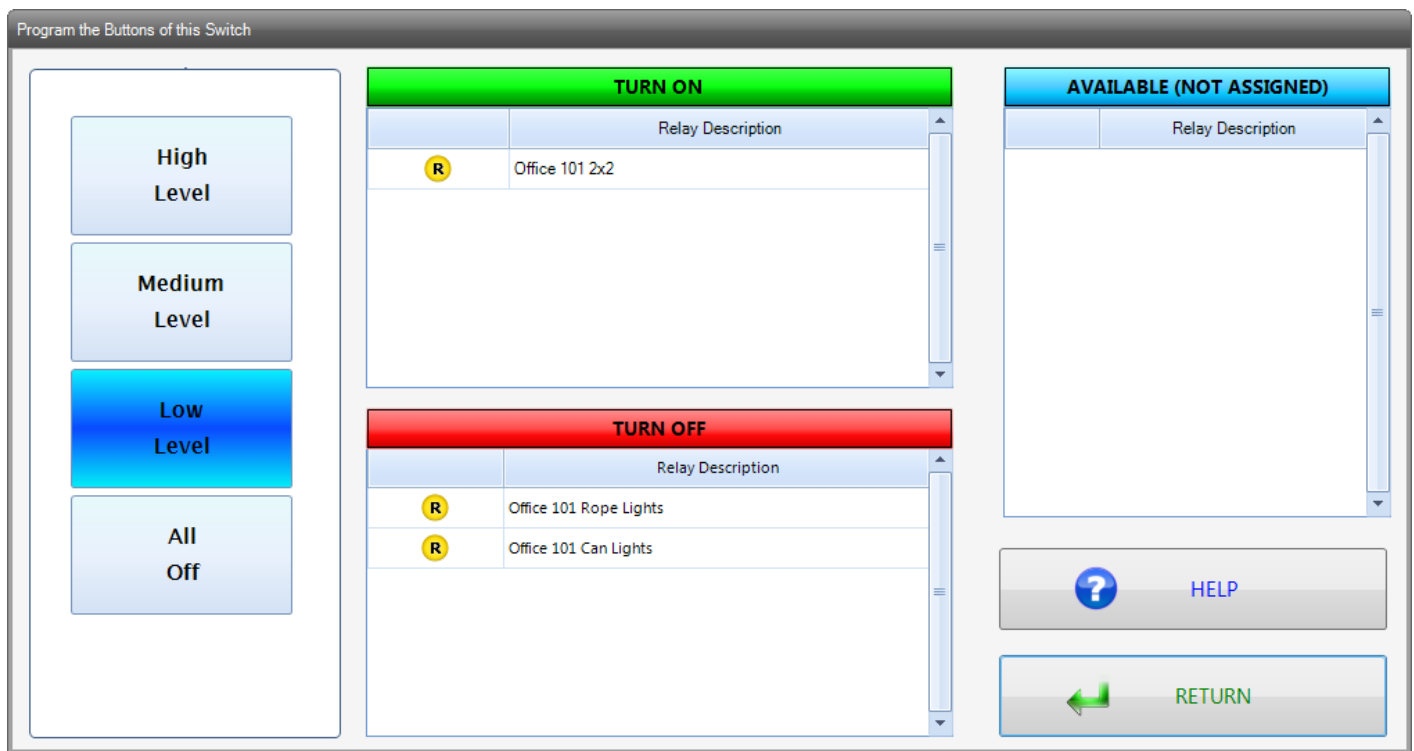 Program the Buttons of this Switch
High
Level
Medium
Level
Low
Level
All
Off
TURN ON
Relay Description
R Office 101 2x2
TURN OFF
Relay Description
R Office 101 Rope Lights
R Office 101 Can Lights
AVAILABLE (NOT ASSIGNED)
Relay Description
? HELP
RETURN